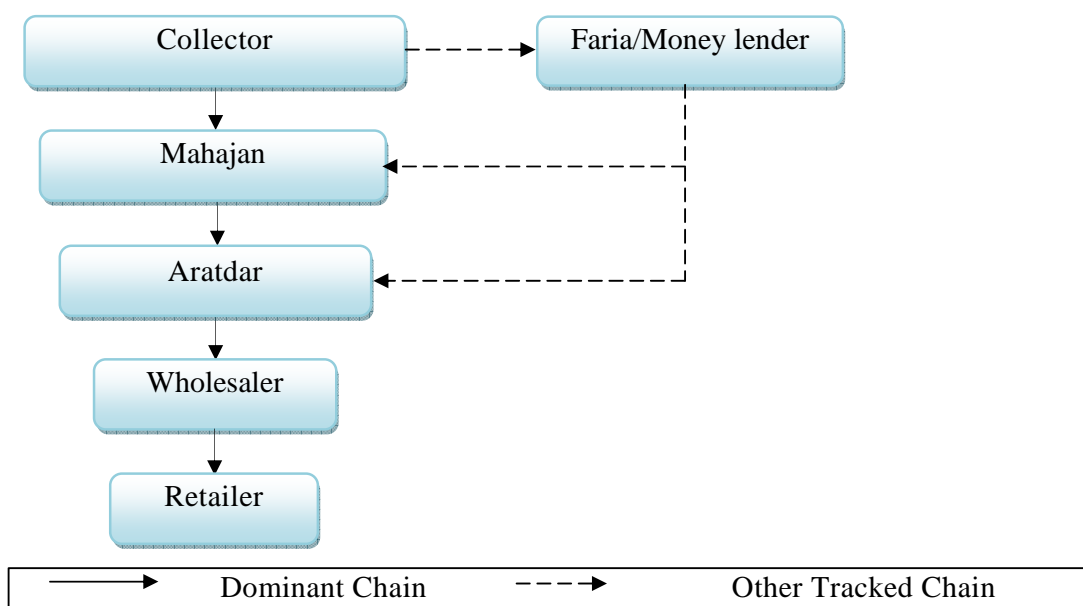 Collector
Faria/Money lender
Mahajan
Aratdar
Wholesaler
Retailer
Dominant Chain
Other Tracked Chain